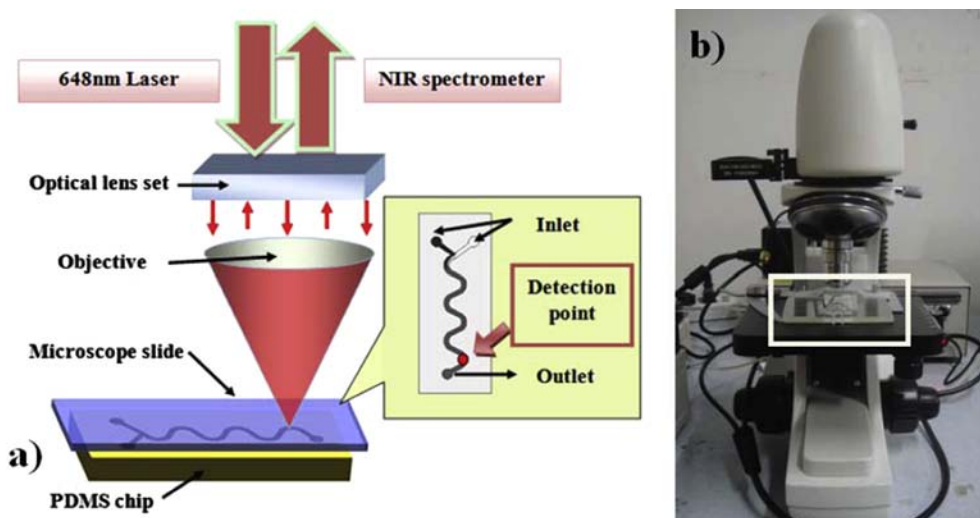 648nm Laser
NIR spectrometer
Optical lens set
Objective
Microscope slide
PDMS chip
Inlet
Detection
point
Outlet
a)
b)